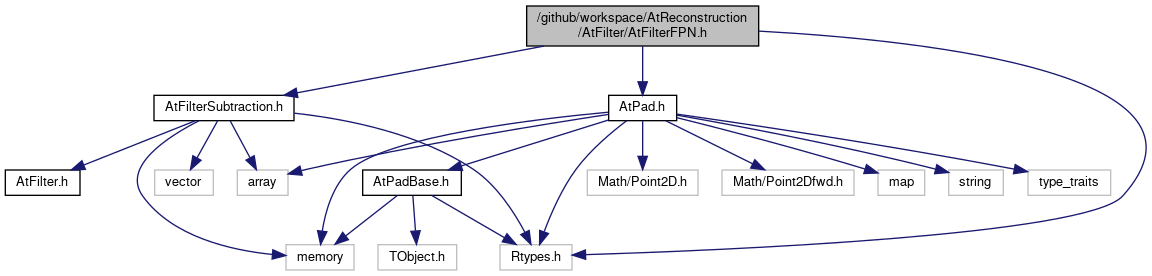 /github/workspace/AtReconstruction
/AtFilter/AtFilterFPN.h
AtFilterSubtraction.h
AtPad.h
AtFilter.h
vector
array
AtPadBase.h
Math/Point2D.h
Math/Point2Dfwd.h
map
string
type_traits
memory
TObject.h
Rtypes.h